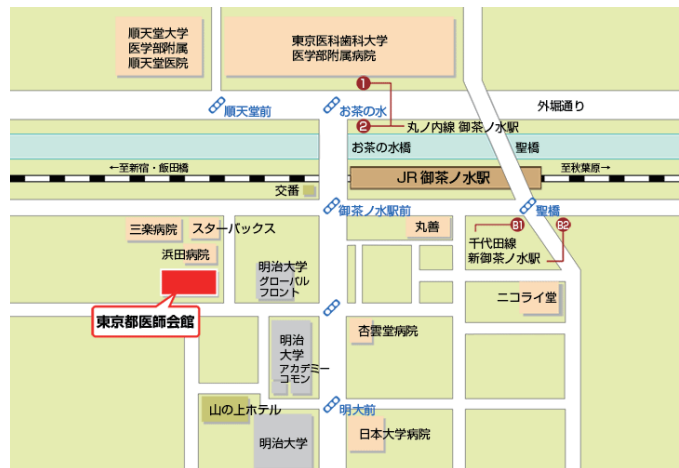 順天堂大学
医学部附属
順天堂医院
東京医科歯科大学
医学部附属病院
1
順天堂前
お茶の水
外堀通り
2
丸ノ内線 御茶ノ水駅
お茶の水橋
聖橋
←至新宿・飯田橋
JR 御茶ノ水駅
至秋葉原→
交番
御茶ノ水駅前
聖橋
三楽病院
スターバックス
丸善
B1
B2
千代田線
新御茶ノ水駅
浜田病院
明治大学
グローバル
フロント
ニコライ堂
東京都医師会館
杏雲堂病院
明治
大学
アカデミー
コモン
山の上ホテル
明大前
明治大学
日本大学病院